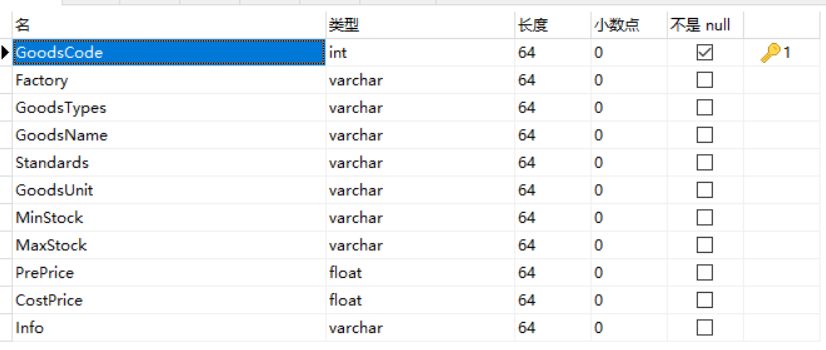 名 类型 长度 小数点 不是 null
GoodsCode int 64 0 1
Factory varchar 64 0
GoodsTypes varchar 64 0
GoodsName varchar 64 0
Standards varchar 64 0
GoodsUnit varchar 64 0
MinStock varchar 64 0
MaxStock varchar 64 0
PrePrice float 64 0
CostPrice float 64 0
Info varchar 64 0